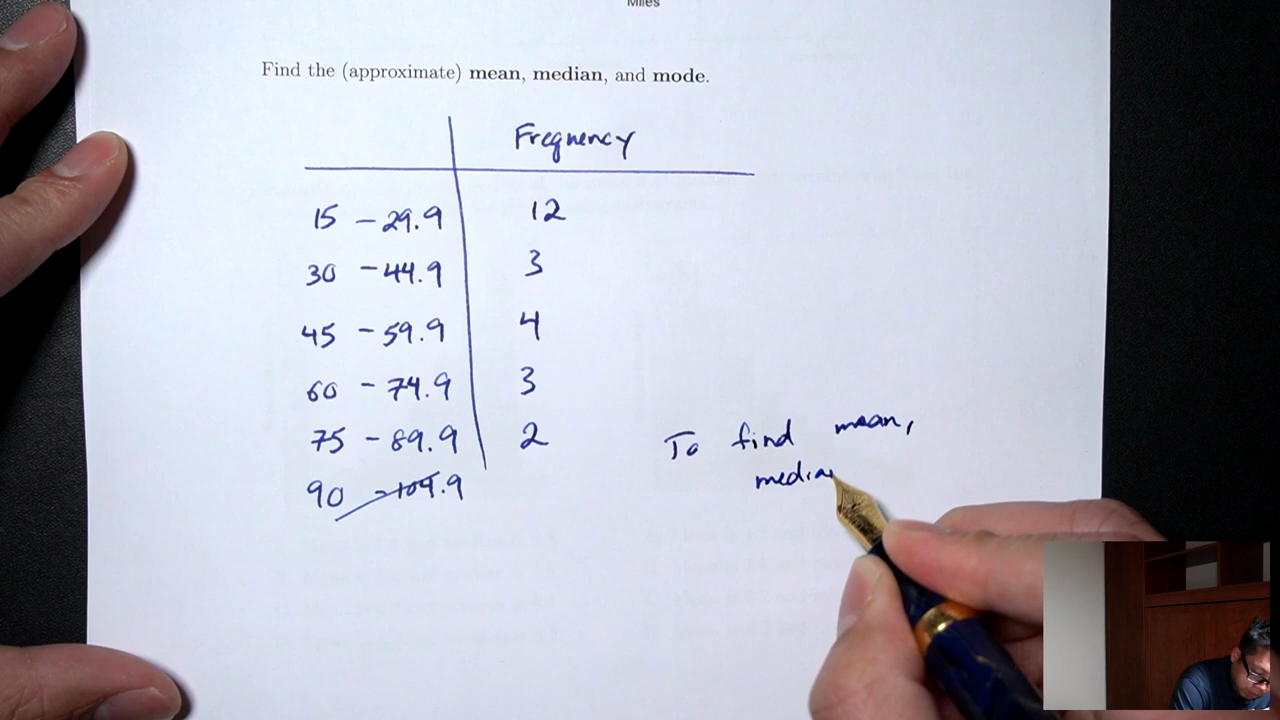 Miles
Find the (approximate) mean, median, and mode.
Frequency
15 - 29.9 12
30 - 44.9 3
45 - 59.9 4
60 - 74.9 3
75 - 89.9 2
90 - 104.9
To find mean,
median